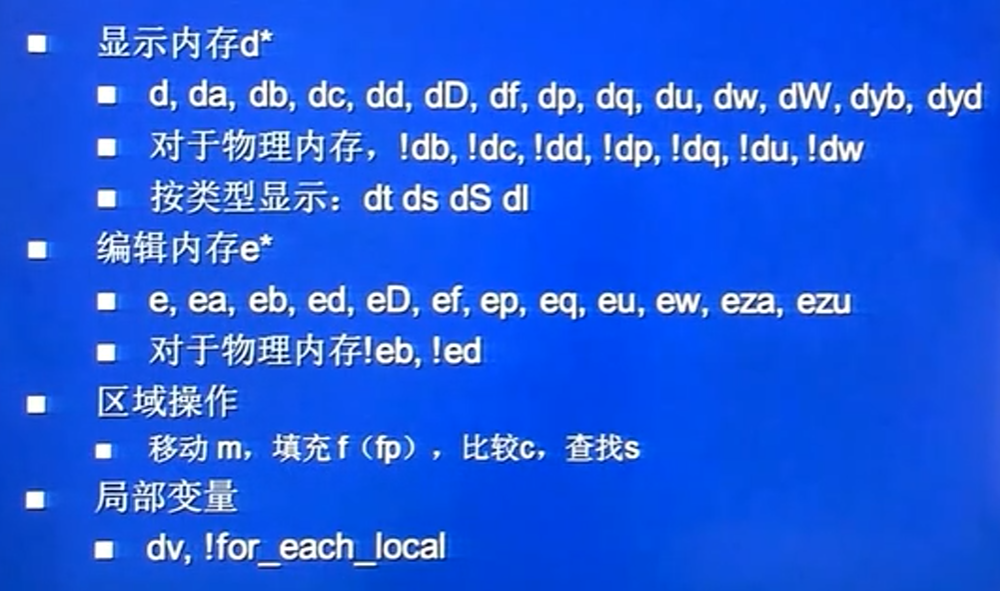 显示内存d*
d, da, db, dc, dd, dD, df, dp, dq, du, dw, dW, dyb, dyd
对于物理内存，!db, !dc, !dd, !dp, !dq, !du, !dw
按类型显示：dt ds dS dl
编辑内存e*
e, ea, eb, ed, eD, ef, ep, eq, eu, ew, eza, ezu
对于物理内存!eb, !ed
区域操作
移动 m，填充 f（fp），比较c，查找s
局部变量
dv, !for_each_local